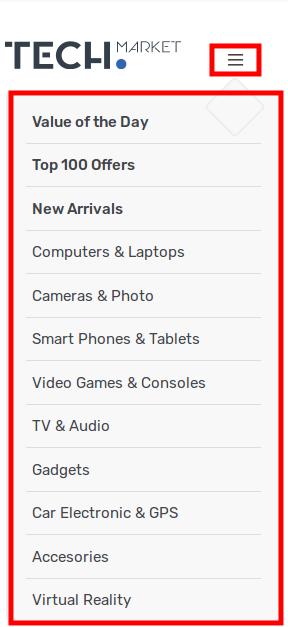 TECH MARKET
Value of the Day
Top 100 Offers
New Arrivals
Computers & Laptops
Cameras & Photo
Smart Phones & Tablets
Video Games & Consoles
TV & Audio
Gadgets
Car Electronic & GPS
Accesories
Virtual Reality